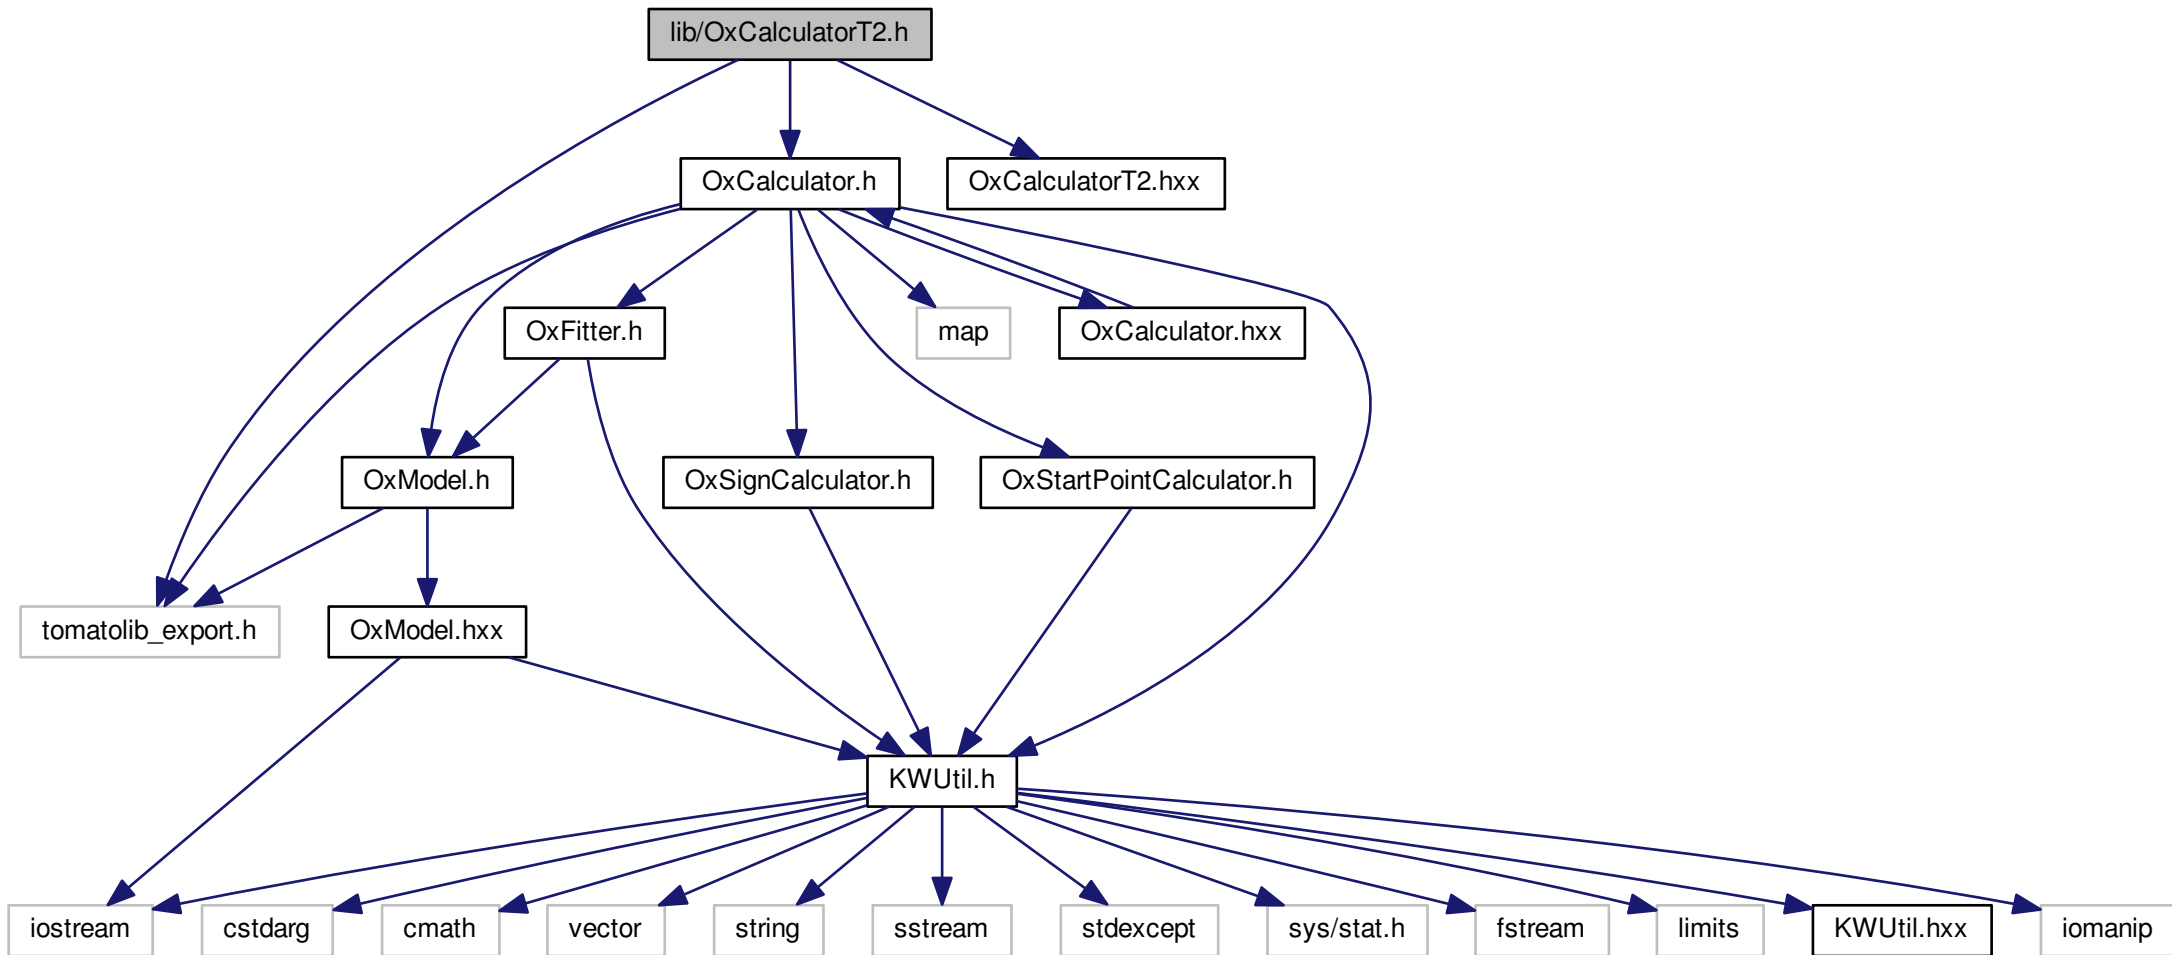 lib/OxCalculatorT2.h
OxCalculator.h
OxCalculatorT2.hxx
OxFitter.h
map
OxCalculator.hxx
OxModel.h
OxSignCalculator.h
OxStartPointCalculator.h
tomatolib_export.h
OxModel.hxx
KWUtil.h
iostream
cstdarg
cmath
vector
string
sstream
stdexcept
sys/stat.h
fstream
limits
KWUtil.hxx
iomanip